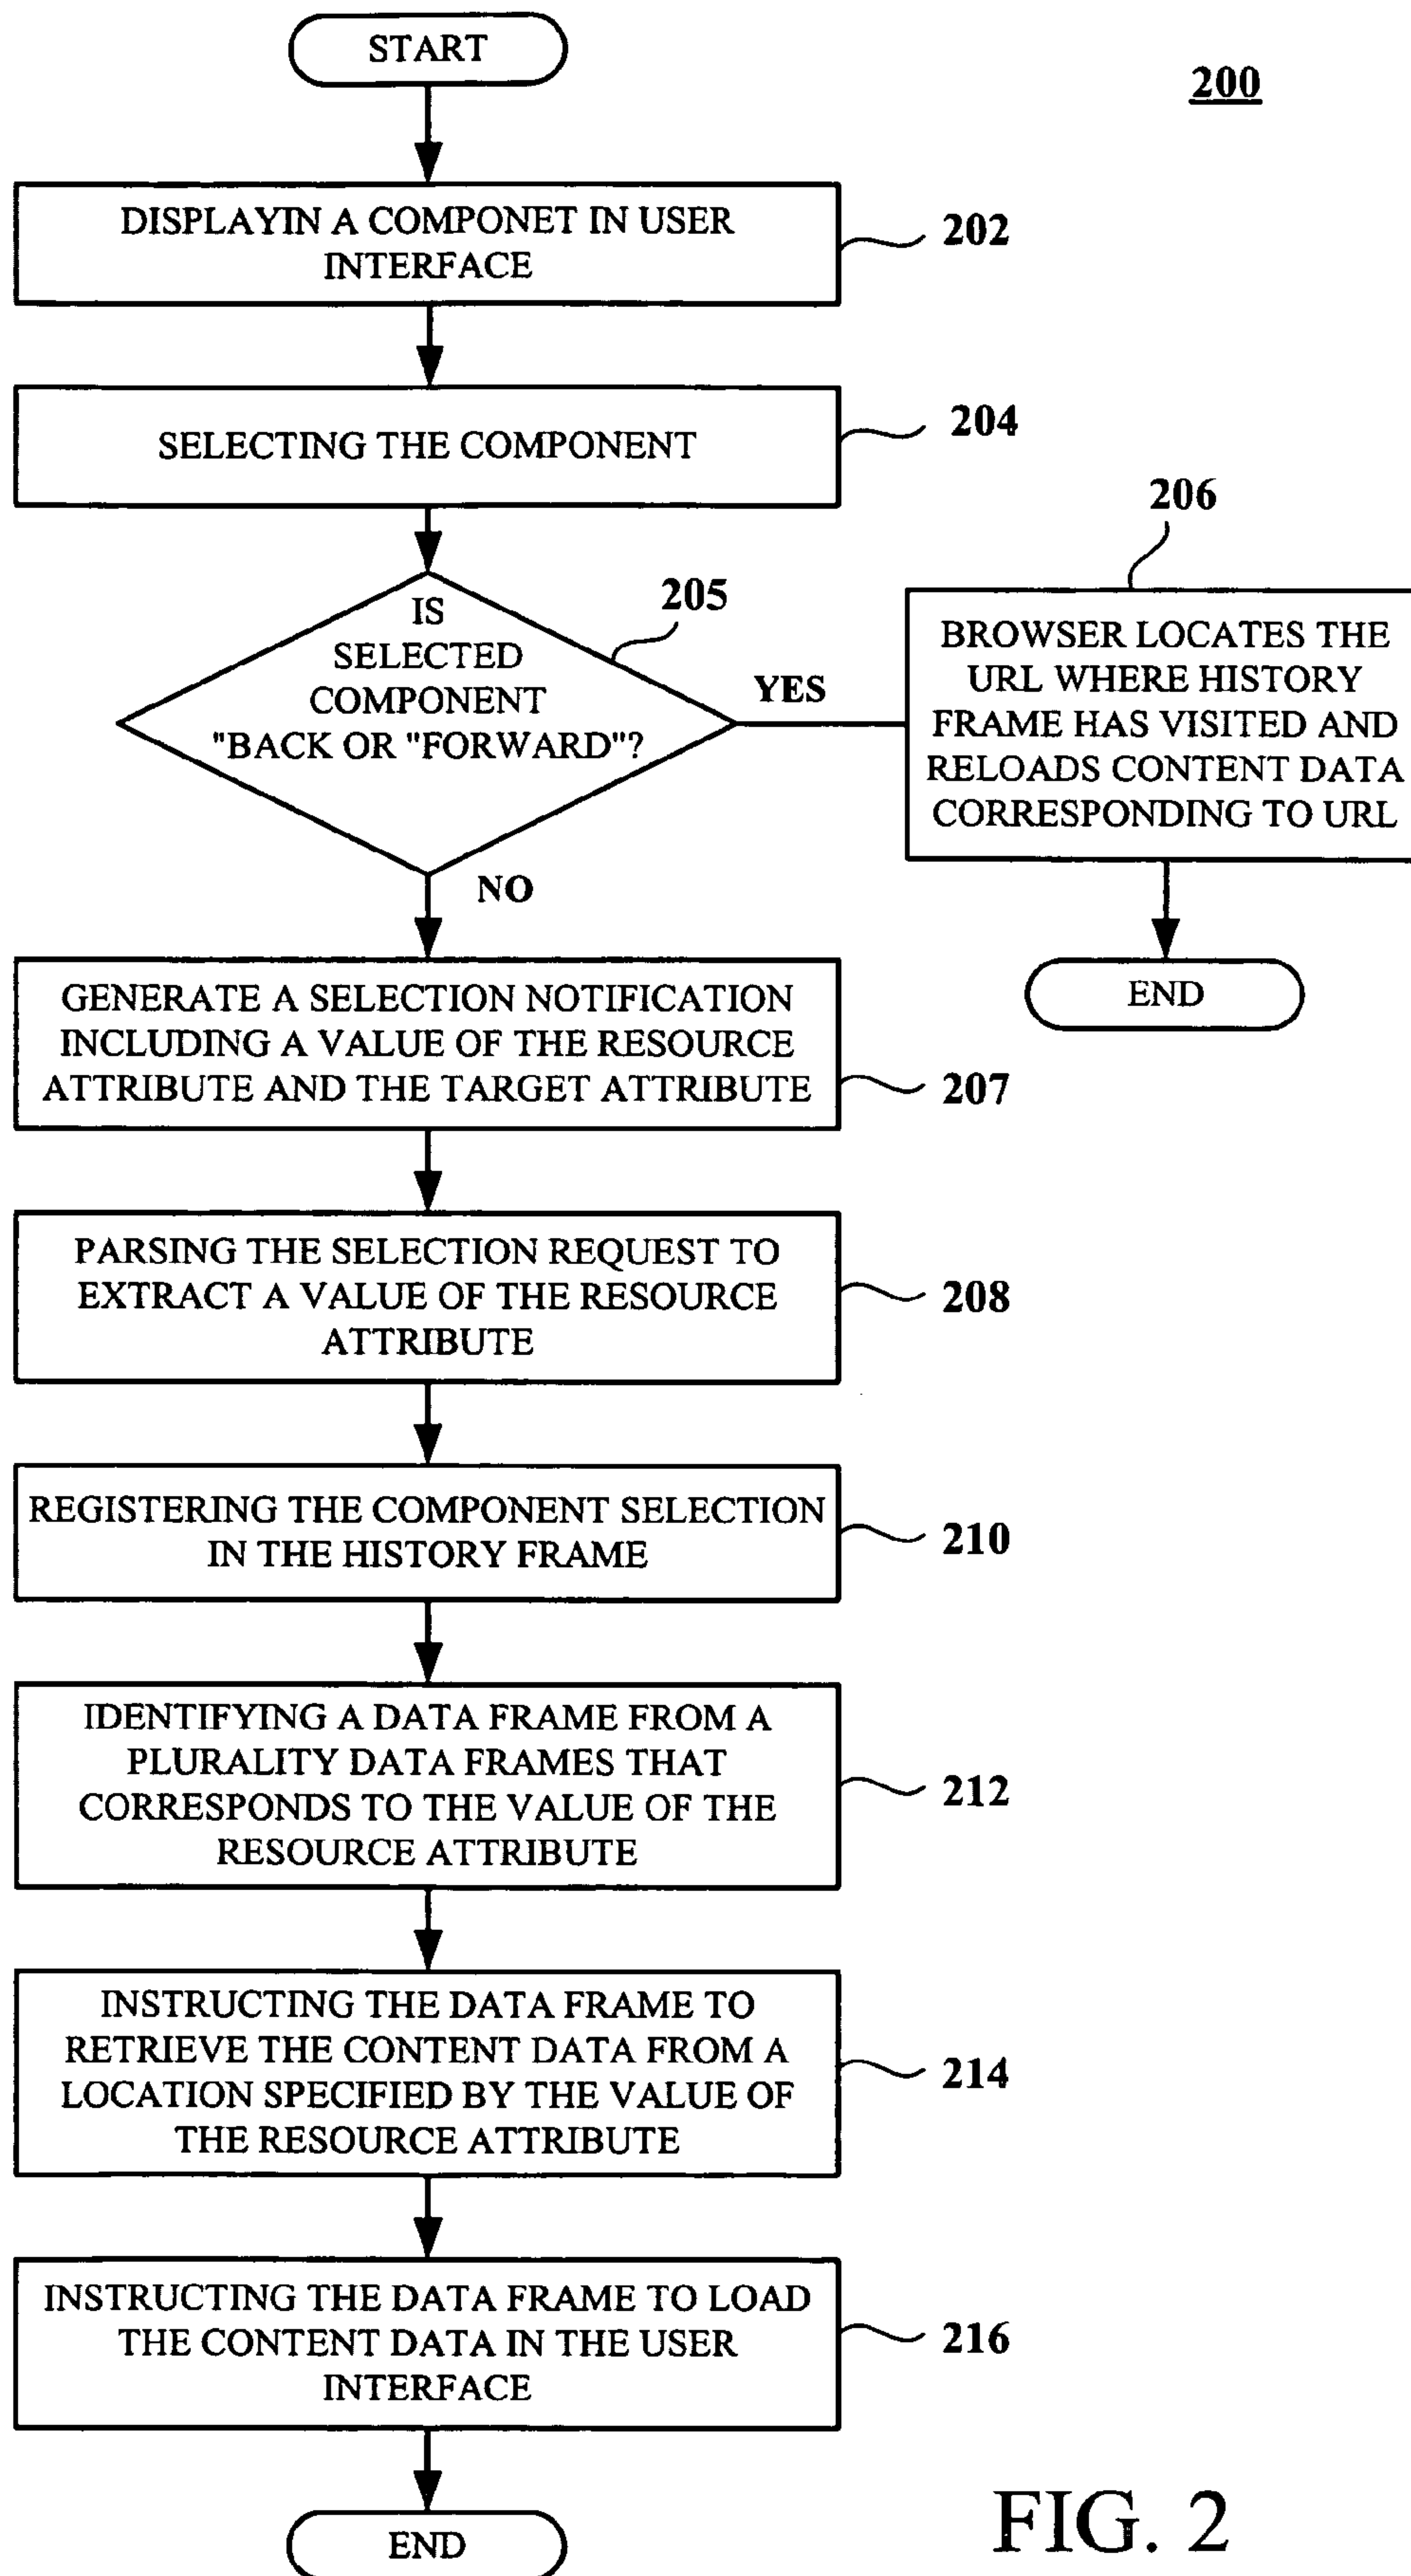 START
200
DISPLAYIN A COMPONET IN USER
INTERFACE
202
SELECTING THE COMPONENT
204
206
IS
SELECTED
COMPONENT
"BACK OR "FORWARD"?
205
YES
NO
BROWSER LOCATES THE
URL WHERE HISTORY
FRAME HAS VISITED AND
RELOADS CONTENT DATA
CORRESPONDING TO URL
END
GENERATE A SELECTION NOTIFICATION
INCLUDING A VALUE OF THE RESOURCE
ATTRIBUTE AND THE TARGET ATTRIBUTE
207
PARSING THE SELECTION REQUEST TO
EXTRACT A VALUE OF THE RESOURCE
ATTRIBUTE
208
REGISTERING THE COMPONENT SELECTION
IN THE HISTORY FRAME
210
IDENTIFYING A DATA FRAME FROM A
PLURALITY DATA FRAMES THAT
CORRESPONDS TO THE VALUE OF THE
RESOURCE ATTRIBUTE
212
INSTRUCTING THE DATA FRAME TO
RETRIEVE THE CONTENT DATA FROM A
LOCATION SPECIFIED BY THE VALUE OF
THE RESOURCE ATTRIBUTE
214
INSTRUCTING THE DATA FRAME TO LOAD
THE CONTENT DATA IN THE USER
INTERFACE
216
END
FIG. 2